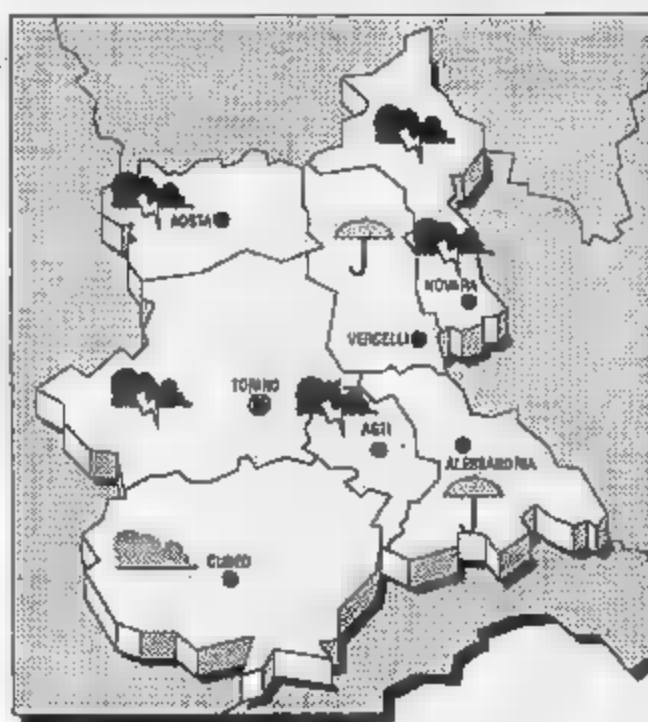 AOSTA
NOVARA
VERCELLI
TORINO
ASTI
ALESSANDRIA
CUNEO